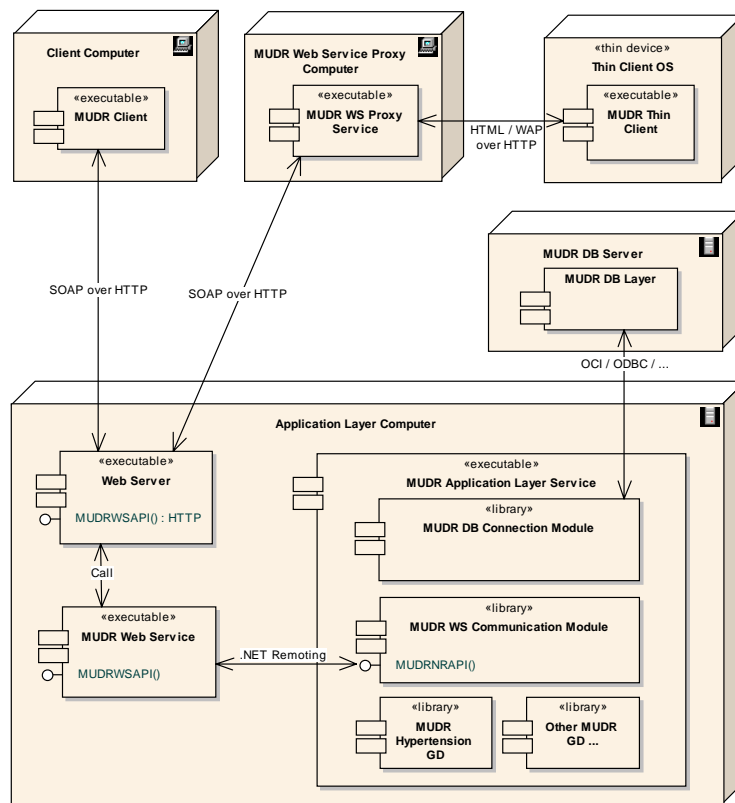 Client Computer
«executable»
MUDR Client
MUDR Web Service Proxy
Computer
«executable»
MUDR WS Proxy
Service
HTML / WAP
over HTTP
«thin device»
Thin Client OS
«executable»
MUDR Thin
Client
SOAP over HTTP
SOAP over HTTP
MUDR DB Server
MUDR DB Layer
OCI / ODBC / ...
Application Layer Computer
«executable»
Web Server
MUDRWSAPI() : HTTP
Call
«executable»
MUDR Web Service
MUDRWSAPI()
.NET Remoting
«executable»
MUDR Application Layer Service
«library»
MUDR DB Connection Module
«library»
MUDR WS Communication Module
MUDRNRAPI()
«library»
MUDR
Hypertension
GD
«library»
Other MUDR
GD ...